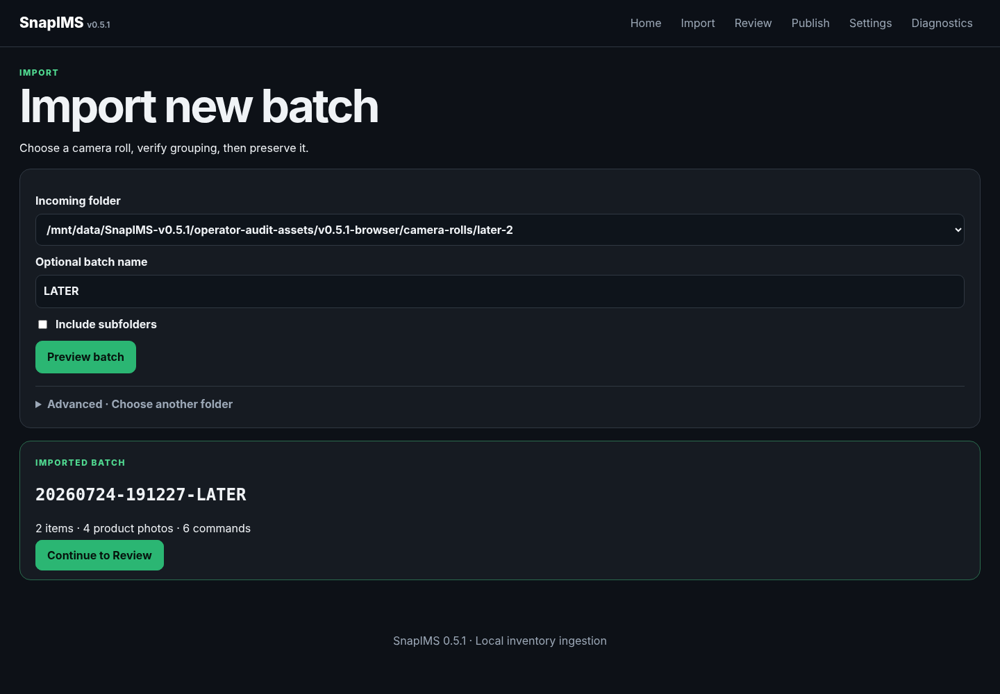 SnapIMS v0.5.1
Home Import Review Publish Settings Diagnostics
IMPORT
Import new batch
Choose a camera roll, verify grouping, then preserve it.
Incoming folder
/mnt/data/SnapIMS-v0.5.1/operator-audit-assets/v0.5.1-browser/camera-rolls/later-2
Optional batch name
LATER
Include subfolders
Preview batch
Advanced · Choose another folder
IMPORTED BATCH
20260724-191227-LATER
2 items · 4 product photos · 6 commands
Continue to Review
SnapIMS 0.5.1 · Local inventory ingestion